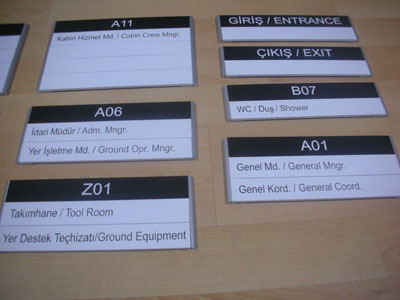 A11
Kabin Hizmet Md. / Cabin Crew Mngr.
A06
İdari Müdür / Adm. Mngr.
Yer İşletme Md. / Ground Opr. Mngr.
Z01
Takımhane / Tool Room
Yer Destek Teçhizatı/Ground Equipment
GİRİŞ / ENTRANCE
ÇIKIŞ / EXIT
B07
WC / Duş / Shower
A01
Genel Md. / General Mngr.
Genel Kord. / General Coord.